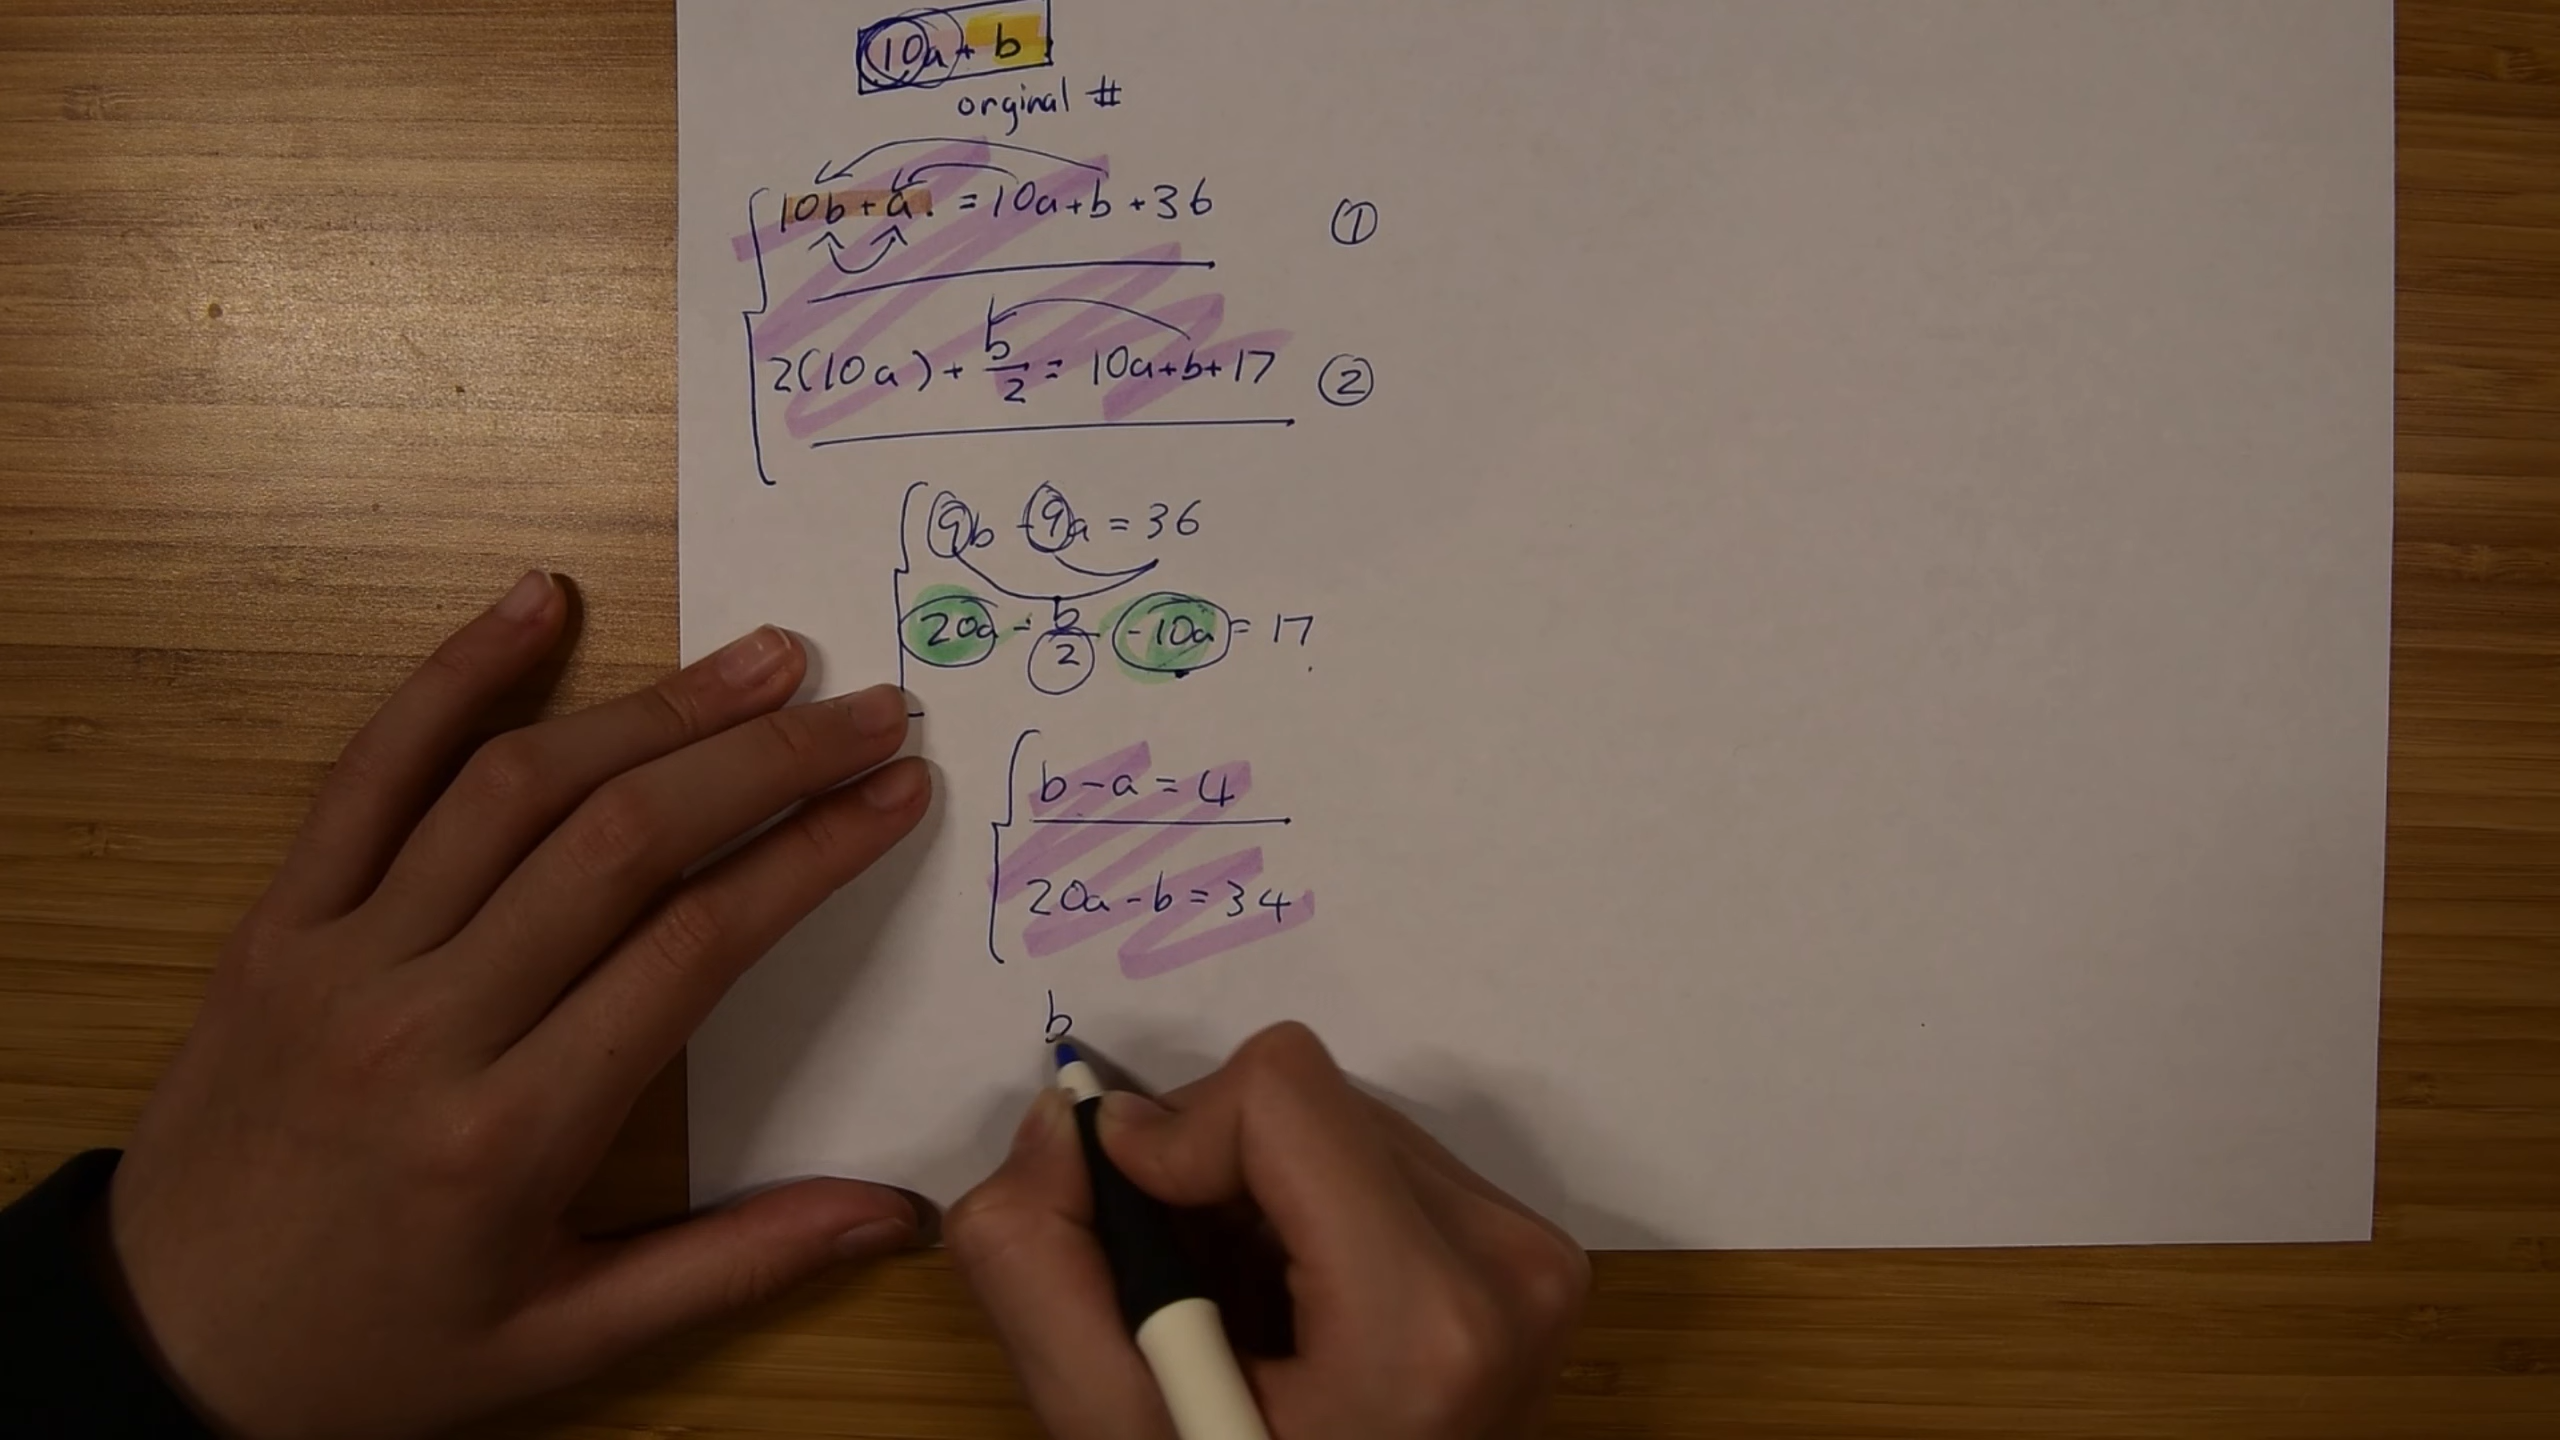 10a + b
orginal #
10b + a. = 10a + b + 36 ①
2(10a) + b/2 = 10a + b + 17 ②
9b - 9a = 36
20a - b/2 - 10a = 17
b - a = 4
20a - b = 34
b